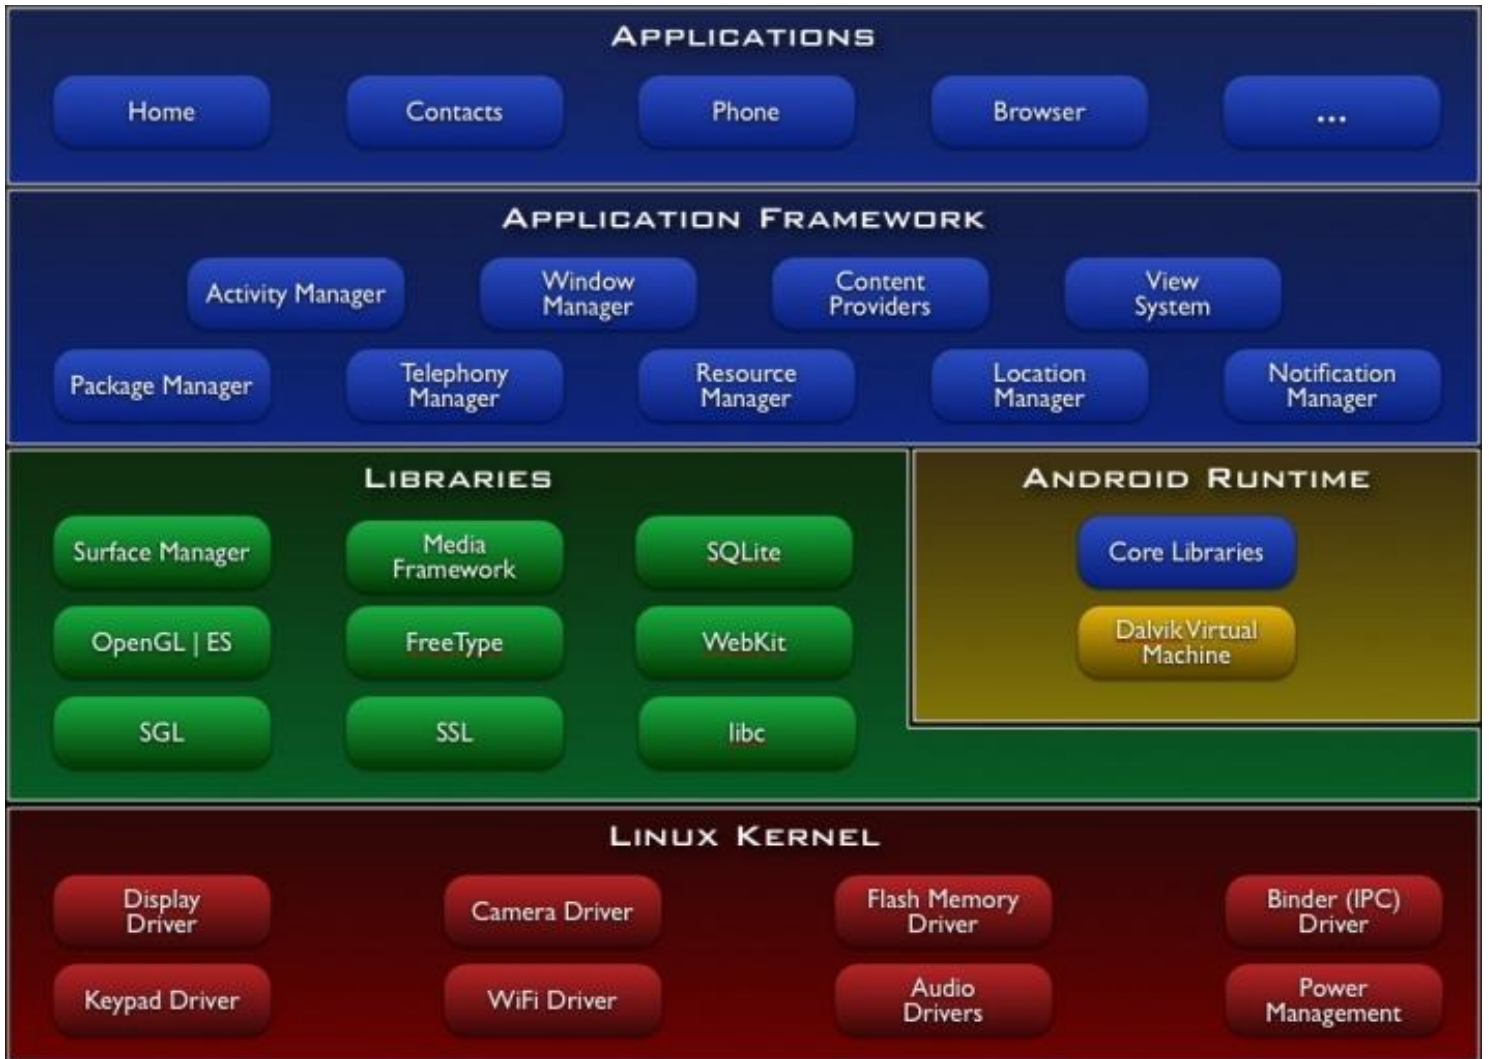 APPLICATIONS
Home
Contacts
Phone
Browser
...
APPLICATION FRAMEWORK
Activity Manager
Window
Manager
Content
Providers
View
System
Package Manager
Telephony
Manager
Resource
Manager
Location
Manager
Notification
Manager
LIBRARIES
Surface Manager
Media
Framework
SQLite
OpenGL | ES
FreeType
WebKit
SGL
SSL
libc
ANDROID RUNTIME
Core Libraries
Dalvik Virtual
Machine
LINUX KERNEL
Display
Driver
Camera Driver
Flash Memory
Driver
Binder (IPC)
Driver
Keypad Driver
WiFi Driver
Audio
Drivers
Power
Management